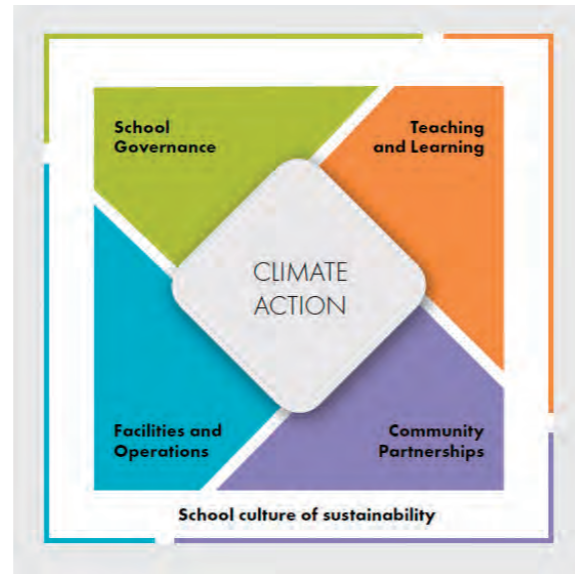 School
Governance
Teaching
and Learning
CLIMATE
ACTION
Facilities and
Operations
Community
Partnerships
School culture of sustainability